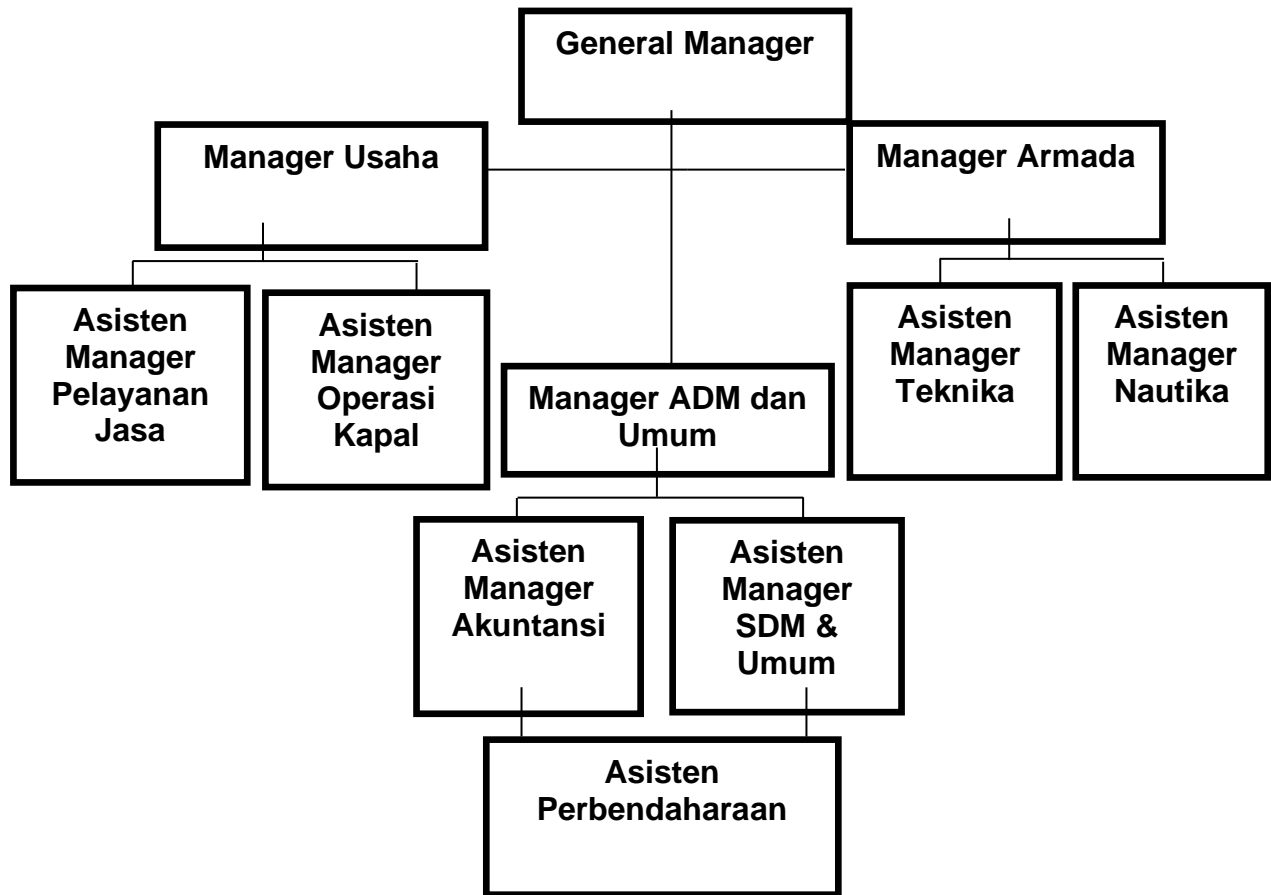 General Manager
Manager Usaha
Manager Armada
Asisten
Manager
Pelayanan
Jasa
Asisten
Manager
Operasi
Kapal
Manager ADM dan
Umum
Asisten
Manager
Teknika
Asisten
Manager
Nautika
Asisten
Manager
Akuntansi
Asisten
Manager
SDM &
Umum
Asisten
Perbendaharaan